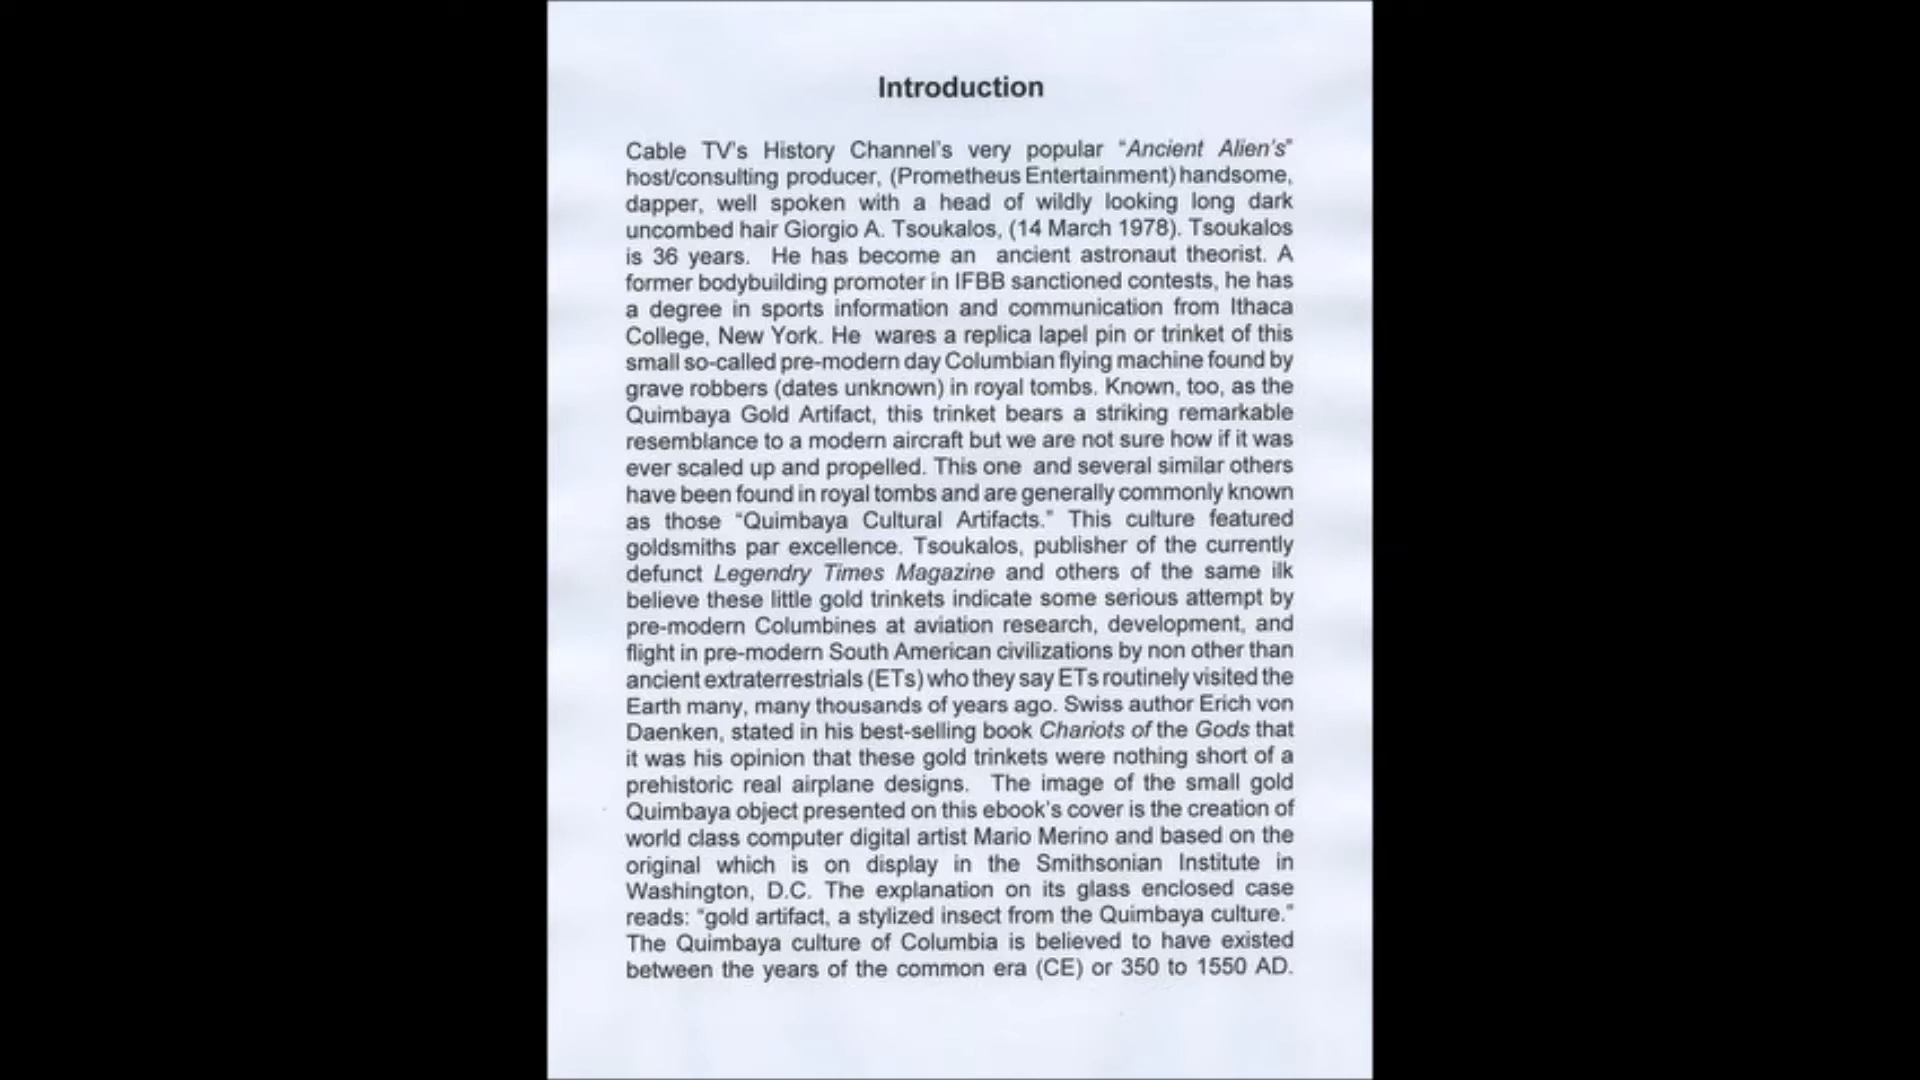 Introduction
Cable TV's History Channel's very popular "Ancient Alien's"
host/consulting producer, (Prometheus Entertainment) handsome,
dapper, well spoken with a head of wildly looking long dark
uncombed hair Giorgio A. Tsoukalos, (14 March 1978). Tsoukalos
is 36 years. He has become an ancient astronaut theorist. A
former bodybuilding promoter in IFBB sanctioned contests, he has
a degree in sports information and communication from Ithaca
College, New York. He wares a replica lapel pin or trinket of this
small so-called pre-modern day Columbian flying machine found by
grave robbers (dates unknown) in royal tombs. Known, too, as the
Quimbaya Gold Artifact, this trinket bears a striking remarkable
resemblance to a modern aircraft but we are not sure how if it was
ever scaled up and propelled. This one and several similar others
have been found in royal tombs and are generally commonly known
as those "Quimbaya Cultural Artifacts." This culture featured
goldsmiths par excellence. Tsoukalos, publisher of the currently
defunct Legendry Times Magazine and others of the same ilk
believe these little gold trinkets indicate some serious attempt by
pre-modern Columbines at aviation research, development, and
flight in pre-modern South American civilizations by non other than
ancient extraterrestrials (ETs) who they say ETs routinely visited the
Earth many, many thousands of years ago. Swiss author Erich von
Daenken, stated in his best-selling book Chariots of the Gods that
it was his opinion that these gold trinkets were nothing short of a
prehistoric real airplane designs. The image of the small gold
Quimbaya object presented on this ebook's cover is the creation of
world class computer digital artist Mario Merino and based on the
original which is on display in the Smithsonian Institute in
Washington, D.C. The explanation on its glass enclosed case
reads: "gold artifact, a stylized insect from the Quimbaya culture."
The Quimbaya culture of Columbia is believed to have existed
between the years of the common era (CE) or 350 to 1550 AD.